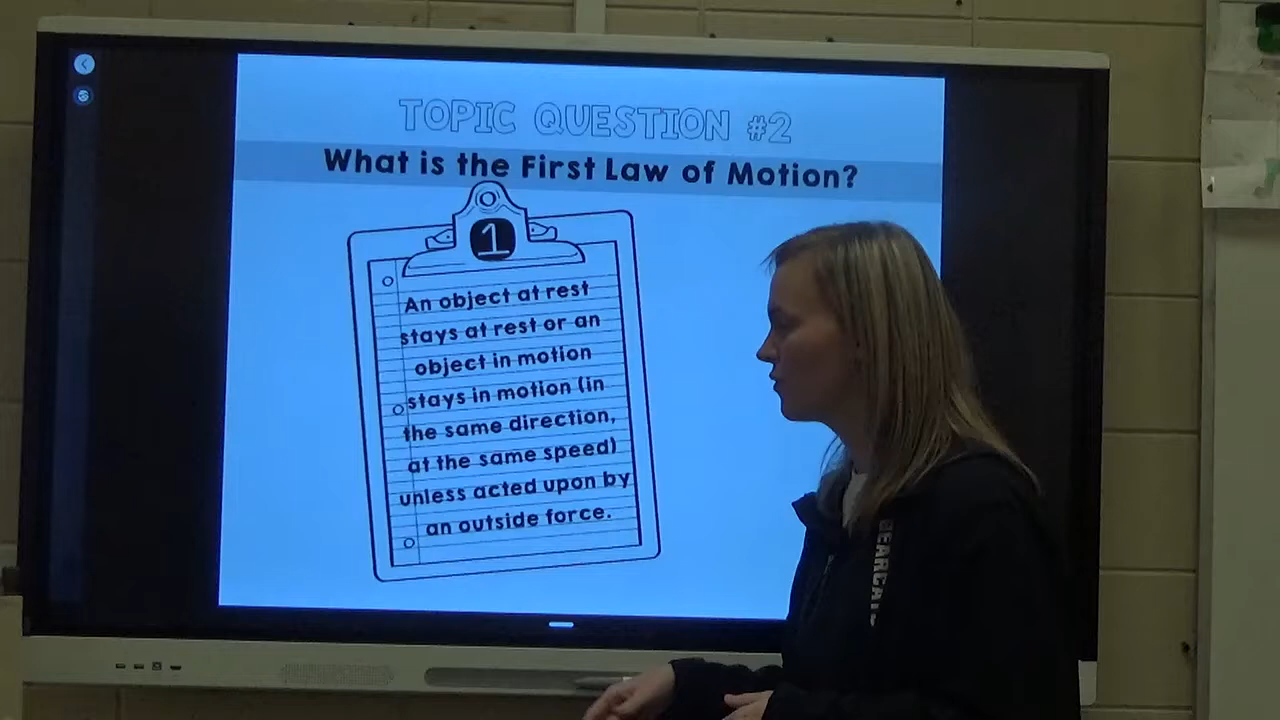 TOPIC QUESTION #2
What is the First Law of Motion?
1
An object at rest
stays at rest or an
object in motion
stays in motion (in
the same direction,
at the same speed)
unless acted upon by
an outside force.
BEARCATS